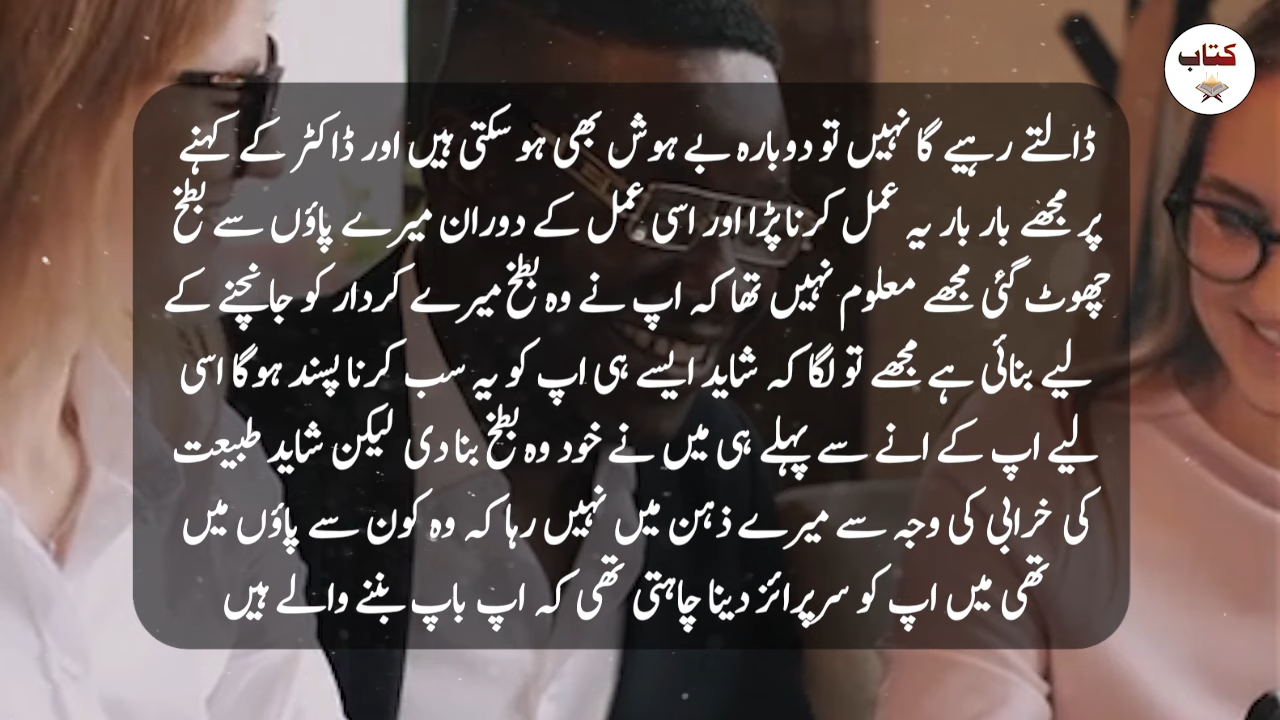 کتاب
ڈالتے رہیے گا نہیں تو دوبارہ بے ہوش بھی ہو سکتی ہیں اور ڈاکٹر کے کہنے
پر مجھے بار بار یہ عمل کرنا پڑا اور اسی عمل کے دوران میرے پاؤں سے بطخ
چھوٹ گئی مجھے معلوم نہیں تھا کہ اپ نے وہ بطخ میرے کردار کو جانچنے کے
لیے بنائی ہے مجھے تو لگا کہ شاید ایسے ہی اپ کو یہ سب کرنا پسند ہوگا اسی
لیے اپ کے انے سے پہلے ہی میں نے خود وہ بطخ بنا دی لیکن شاید طبیعت
کی خرابی کی وجہ سے میرے ذہن میں نہیں رہا کہ وہ کون سے پاؤں میں
تھی میں اپ کو سرپرائز دینا چاہتی تھی کہ اپ باپ بننے والے ہیں